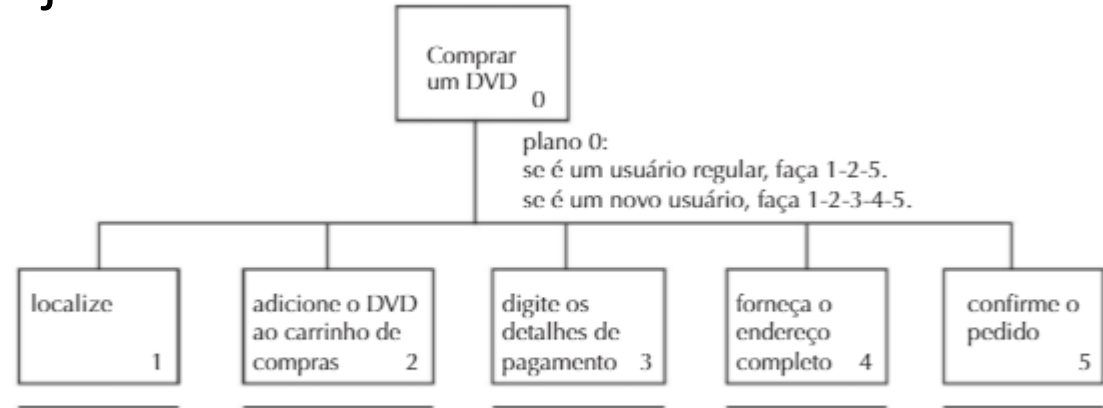 Comprar
um DVD
0
plano 0:
se é um usuário regular, faça 1-2-5.
se é um novo usuário, faça 1-2-3-4-5.
localize
1
adicione o DVD
ao carrinho de
compras 2
digite os
detalhes de
pagamento 3
forneça o
endereço
completo 4
confirme o
pedido
5